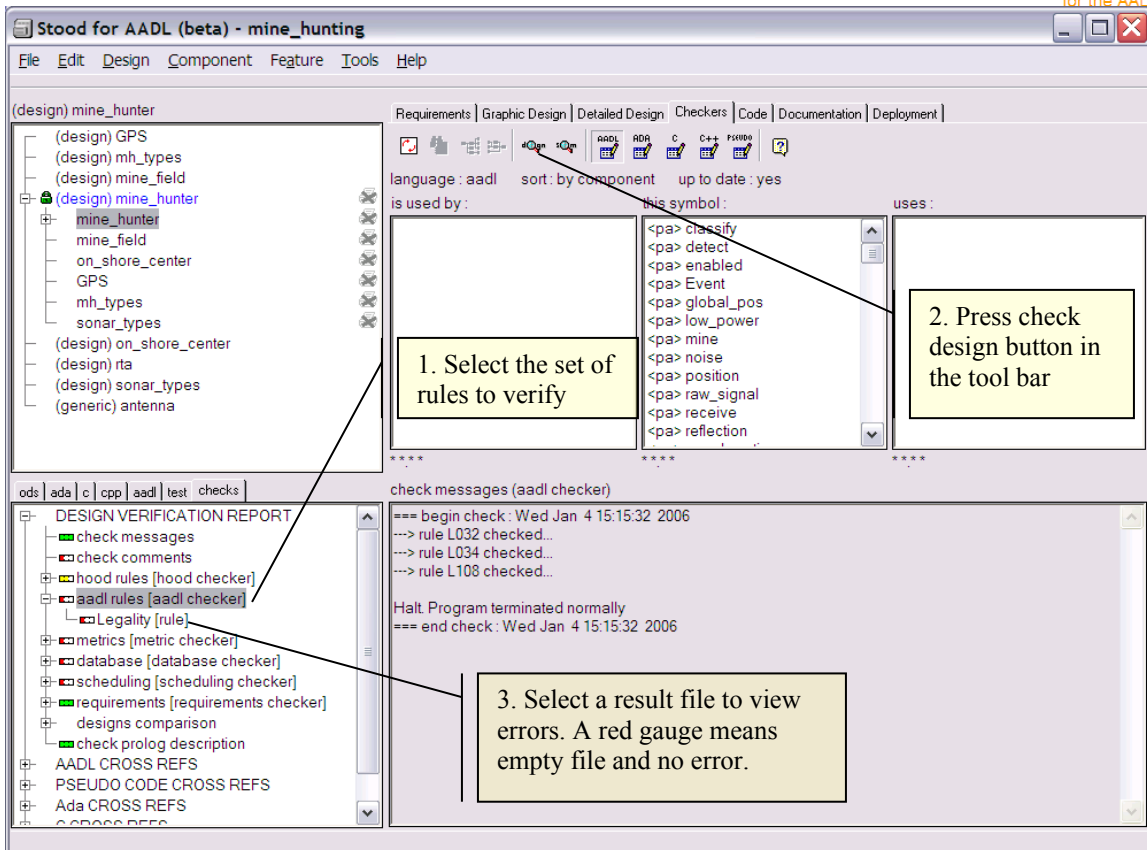 for the AADL
Stood for AADL (beta) - mine_hunting
File Edit Design Component Feature Tools Help
(design) mine_hunter
(design) GPS
(design) mh_types
(design) mine_field
(design) mine_hunter
mine_hunter
mine_field
on_shore_center
GPS
mh_types
sonar_types
(design) on_shore_center
(design) rta
(design) sonar_types
(generic) antenna
Requirements Graphic Design Detailed Design Checkers Code Documentation Deployment
AADL ADA C C++ PSEUDO
language : aadl sort : by component up to date : yes
is used by : this symbol : uses :
<pa> classify
<pa> detect
<pa> enabled
<pa> Event
<pa> global_pos
<pa> low_power
<pa> mine
<pa> noise
<pa> position
<pa> raw_signal
<pa> receive
<pa> reflection
1. Select the set of
rules to verify
2. Press check
design button in
the tool bar
ods ada c cpp aadl test checks
DESIGN VERIFICATION REPORT
check messages
check comments
hood rules [hood checker]
aadl rules [aadl checker]
Legality [rule]
metrics [metric checker]
database [database checker]
scheduling [scheduling checker]
requirements [requirements checker]
designs comparison
check prolog description
AADL CROSS REFS
PSEUDO CODE CROSS REFS
Ada CROSS REFS
C CROSS REFS
check messages (aadl checker)
=== begin check : Wed Jan 4 15:15:32 2006
---> rule L032 checked...
---> rule L034 checked...
---> rule L108 checked...
Halt. Program terminated normally
=== end check : Wed Jan 4 15:15:32 2006
3. Select a result file to view
errors. A red gauge means
empty file and no error.